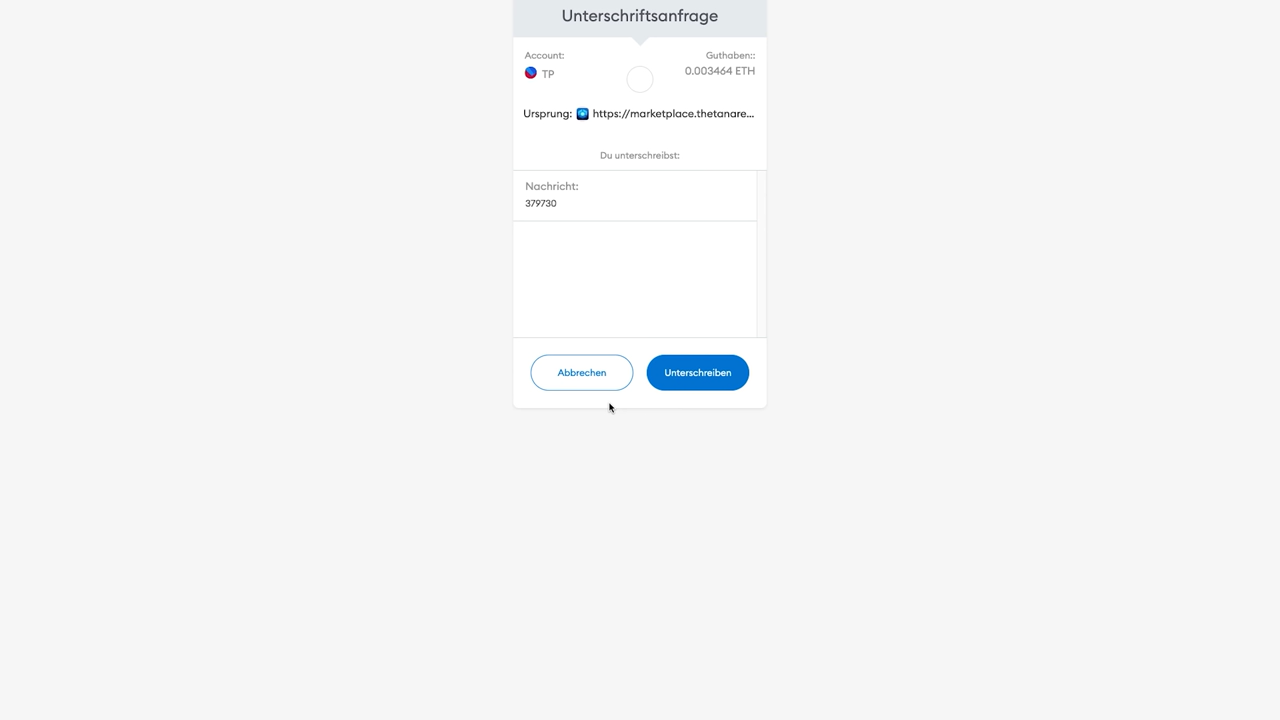 Unterschriftsanfrage
Account:
Guthaben::
TP
0.003464 ETH
Ursprung: https://marketplace.thetanare...
Du unterschreibst:
Nachricht:
379730
Abbrechen
Unterschreiben